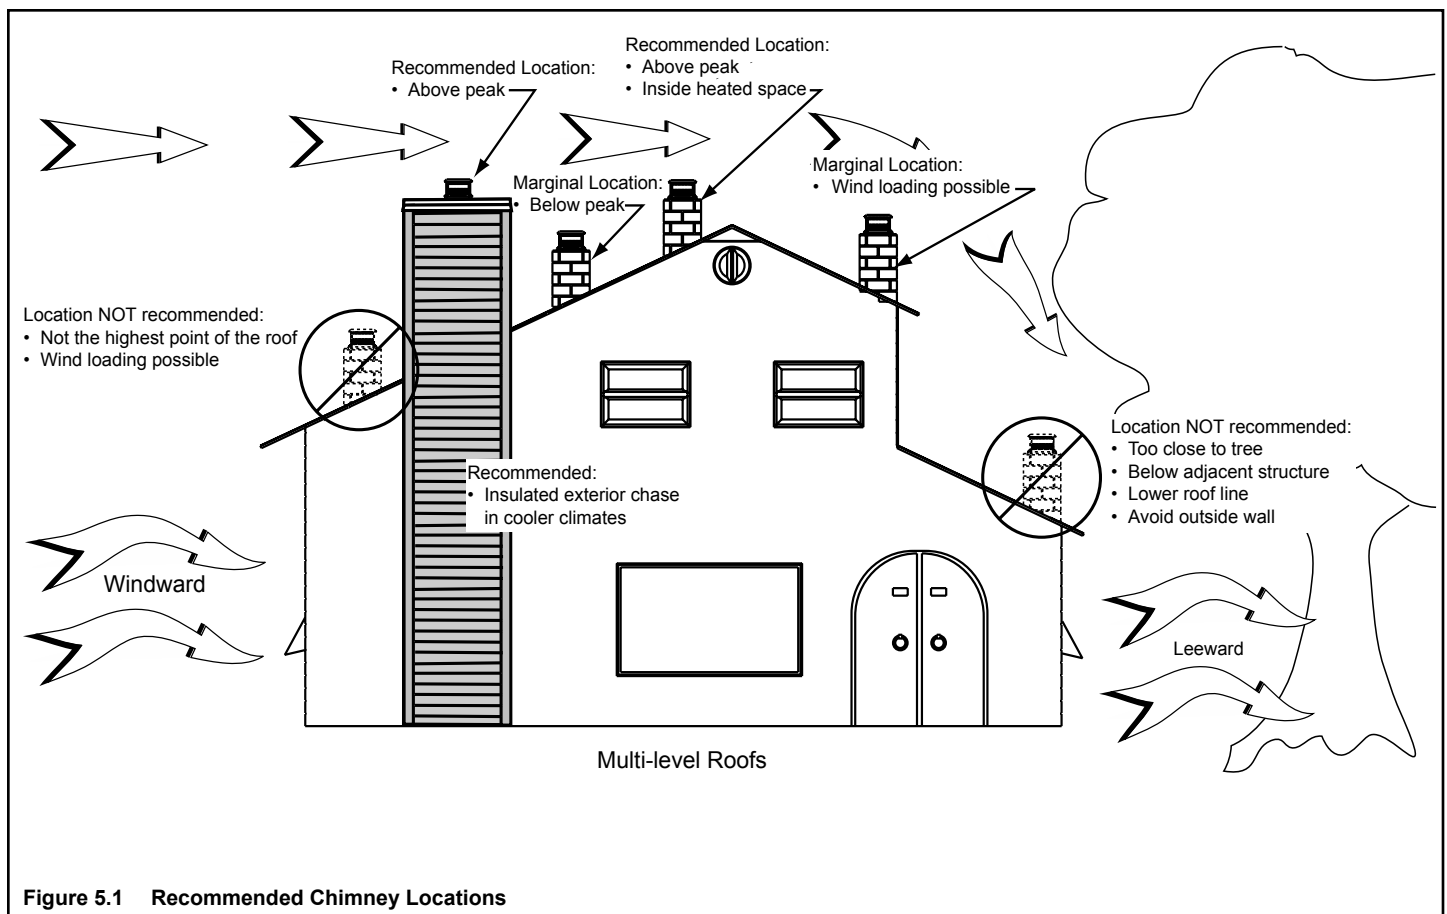 Recommended Location:
• Above peak
• Inside heated space
Recommended Location:
• Above peak
Marginal Location:
• Wind loading possible
Marginal Location:
• Below peak
Location NOT recommended:
• Not the highest point of the roof
• Wind loading possible
Location NOT recommended:
• Too close to tree
• Below adjacent structure
• Lower roof line
• Avoid outside wall
Recommended:
• Insulated exterior chase
in cooler climates
Windward
Leeward
Multi-level Roofs
Figure 5.1 Recommended Chimney Locations